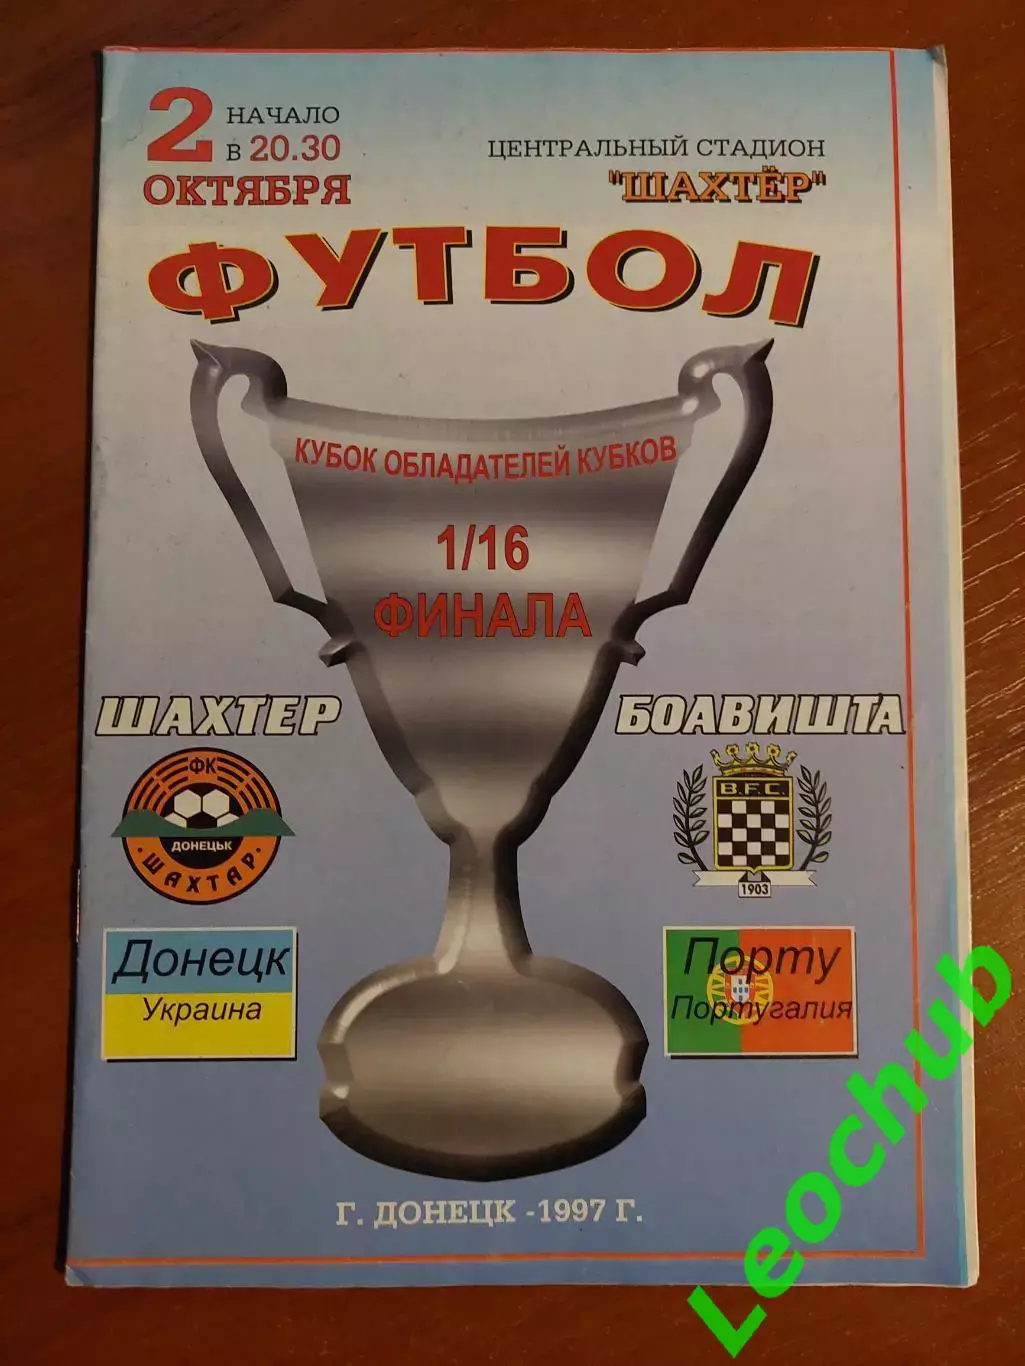 2 НАЧАЛО
В 20.30
ОКТЯБРЯ
ЦЕНТРАЛЬНЫЙ СТАДИОН
"ШАХТЁР"
ФУТБОЛ
КУБОК ОБЛАДАТЕЛЕЙ КУБКОВ
1/16
ФИНАЛА
ШАХТЕР
БОАВИШТА
ФК
ДОНЕЦЬК
·ШАХТАР·
B.F.C.
1903
Донецк
Украина
Порту
Португалия
Г. ДОНЕЦК -1997 Г.
Leochub